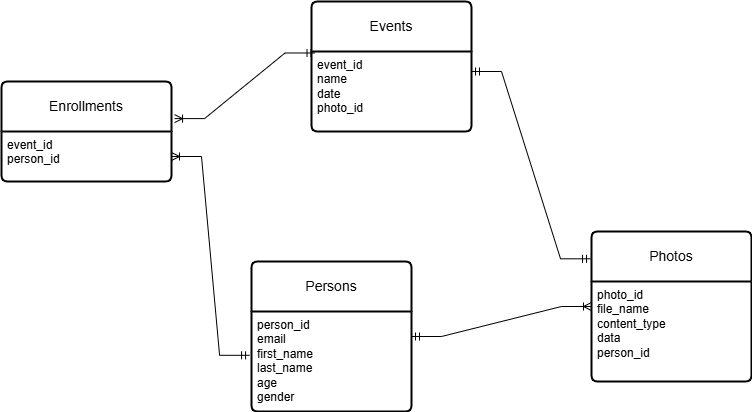 Events
event_id
name
date
photo_id
Enrollments
event_id
person_id
Photos
photo_id
file_name
content_type
data
person_id
Persons
person_id
email
first_name
last_name
age
gender